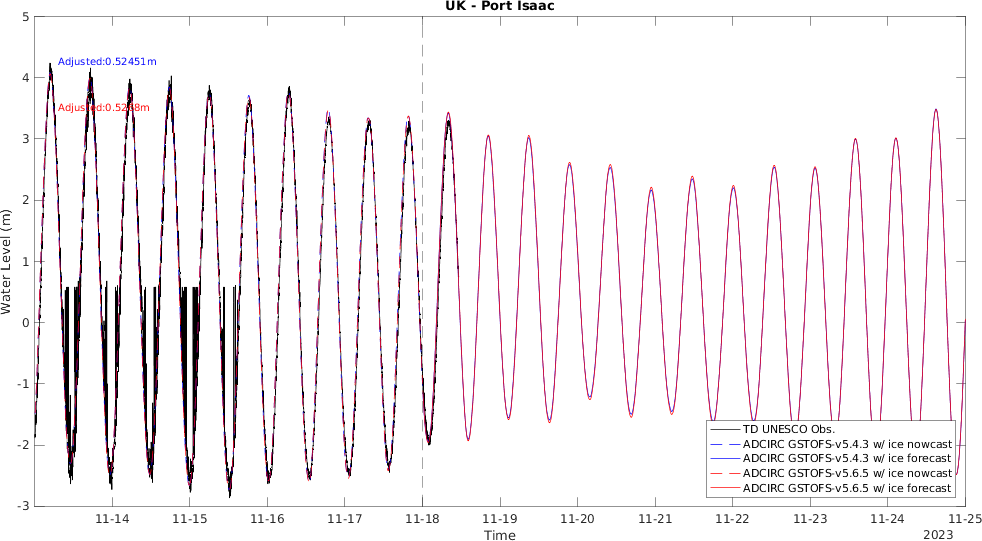 UK - Port Isaac
5
4
3
2
1
0
-1
-2
-3
Water Level (m)
Adjusted:0.52451m
Adjusted:0.5268m
TD UNESCO Obs.
ADCIRC GSTOFS-v5.4.3 w/ ice nowcast
ADCIRC GSTOFS-v5.4.3 w/ ice forecast
ADCIRC GSTOFS-v5.6.5 w/ ice nowcast
ADCIRC GSTOFS-v5.6.5 w/ ice forecast
11-14 11-15 11-16 11-17 11-18 11-19 11-20 11-21 11-22 11-23 11-24 11-25
Time
2023